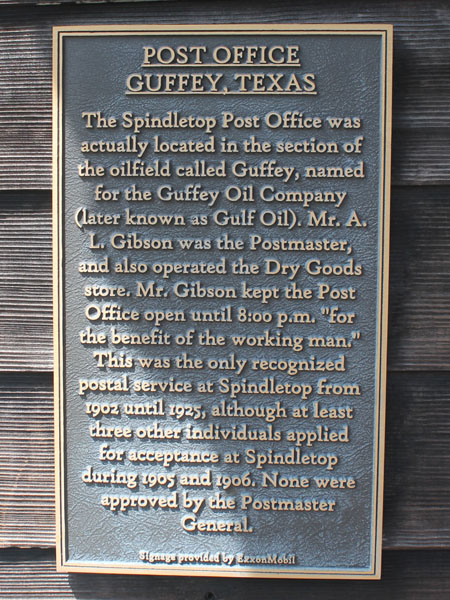 POST OFFICE
GUFFEY, TEXAS
The Spindletop Post Office was
actually located in the section of
the oilfield called Guffey, named
for the Guffey Oil Company
(later known as Gulf Oil). Mr. A.
L. Gibson was the Postmaster,
and also operated the Dry Goods
store. Mr. Gibson kept the Post
Office open until 8:00 p.m. "for
the benefit of the working man."
This was the only recognized
postal service at Spindletop from
1902 until 1925, although at least
three other individuals applied
for acceptance at Spindletop
during 1905 and 1906. None were
approved by the Postmaster
General.
Signage provided by ExxonMobil